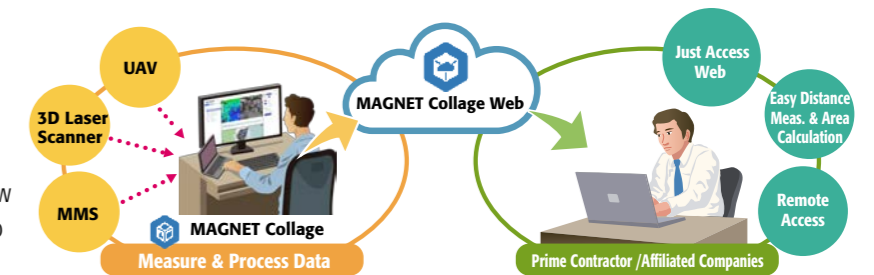 UAV
3D Laser
Scanner
MMS
MAGNET Collage
Measure & Process Data
MAGNET Collage Web
Just Access
Web
Easy Distance
Meas. & Area
Calculation
Remote
Access
Prime Contractor /Affiliated Companies